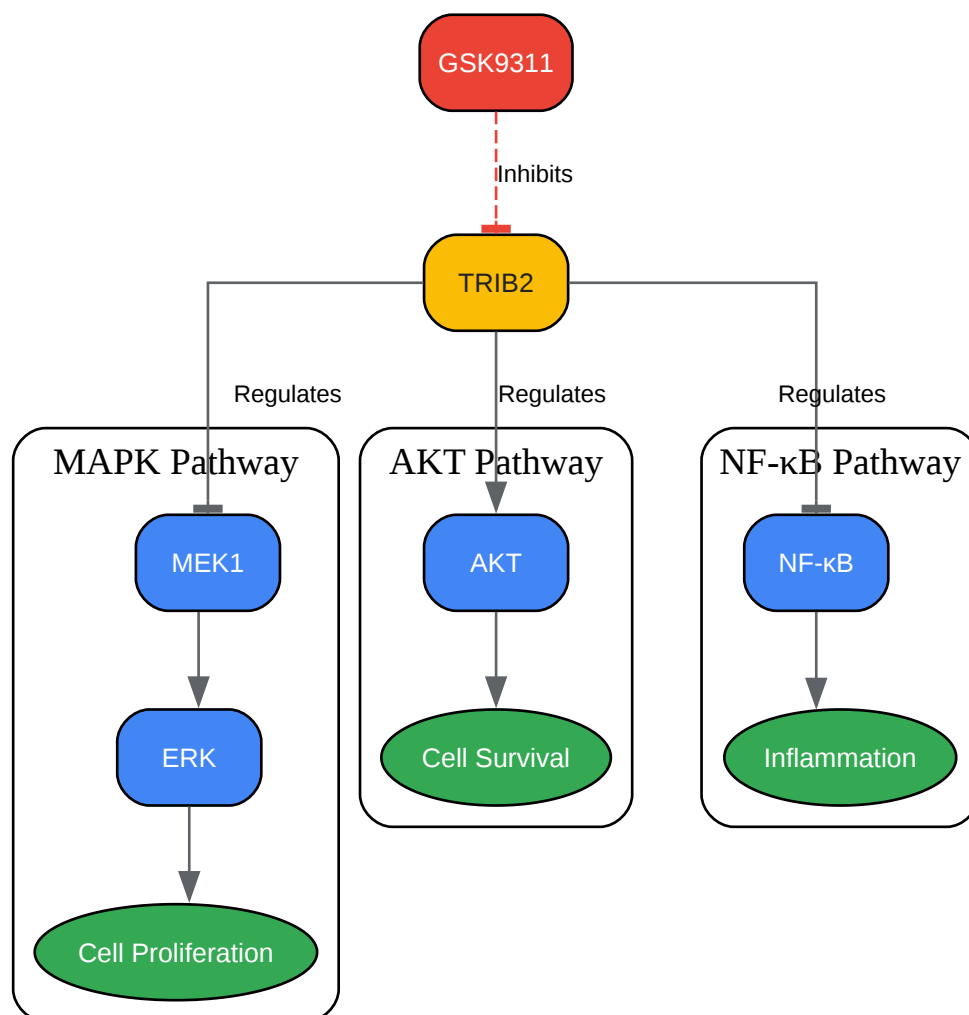 GSK9311
Inhibits
TRIB2
Regulates
Regulates
Regulates
MAPK Pathway
AKT Pathway
NF-κB Pathway
MEK1
AKT
NF-κB
ERK
Cell Survival
Inflammation
Cell Proliferation